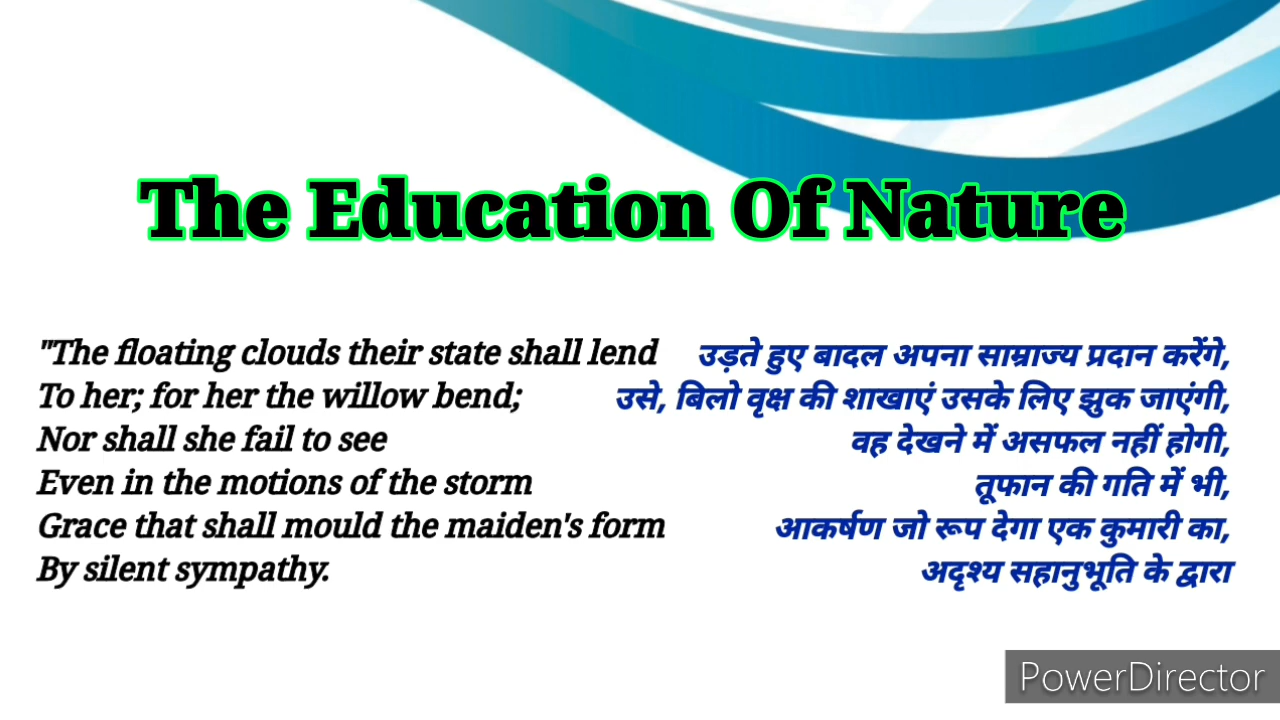 The Education Of Nature
"The floating clouds their state shall lend
To her; for her the willow bend;
Nor shall she fail to see
Even in the motions of the storm
Grace that shall mould the maiden's form
By silent sympathy.
उड़ते हुए बादल अपना साम्राज्य प्रदान करेंगे,
उसे, बिलो वृक्ष की शाखाएं उसके लिए झुक जाएंगी,
वह देखने में असफल नहीं होगी,
तूफान की गति में भी,
आकर्षण जो रूप देगा एक कुमारी का,
अदृश्य सहानुभूति के द्वारा
PowerDirector